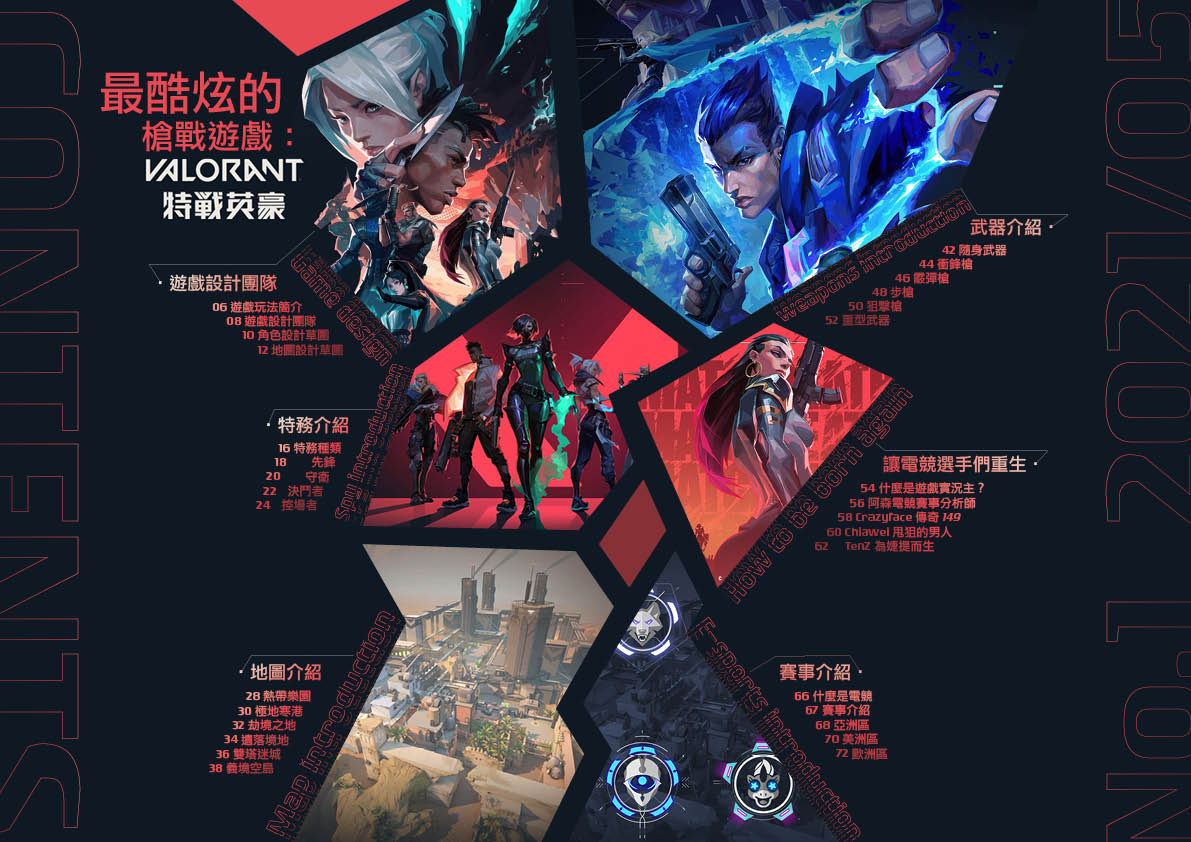 CONTENTS
最酷炫的
槍戰遊戲：
VALORANT
特戰英豪
· 遊戲設計團隊
06 遊戲玩法簡介
08 遊戲設計團隊
10 角色設計草圖
12 地圖設計草圖
Game design
· 特務介紹
16 特務種類
18 先鋒
20 守衛
22 決鬥者
24 控場者
Spy introduction
· 地圖介紹
28 熱帶樂園
30 極地寒港
32 劫境之地
34 遺落境地
36 雙塔迷城
38 義境空島
Map introduction
武器介紹 ·
42 隨身武器
44 衝鋒槍
46 霰彈槍
48 步槍
50 狙擊槍
52 重型武器
Weapons introduction
讓電競選手們重生 ·
54 什麼是遊戲實況主？
56 阿森電競賽事分析師
58 Crazyface 傳奇 149
60 Chiawei 甩狙的男人
62 TenZ 為婕提而生
How to be born again
賽事介紹 ·
66 什麼是電競
67 賽事介紹
68 亞洲區
70 美洲區
72 歐洲區
E-sports introduction
No.1 2021/05